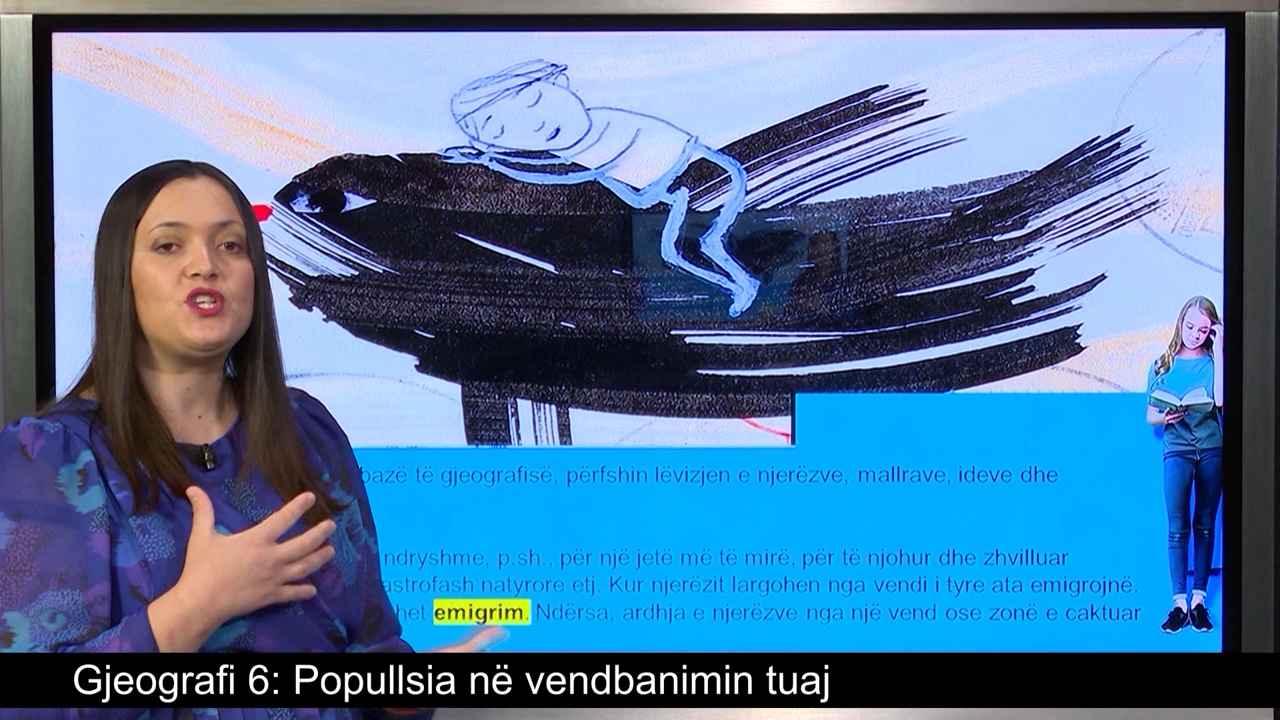 bazë të gjeografisë, përfshin lëvizjen e njerëzve, mallrave, ideve dhe
ndryshme, p.sh., për një jetë më të mirë, për të njohur dhe zhvilluar
natyrore etj. Kur njerëzit largohen nga vendi i tyre ata emigrojnë.
emigrim. Ndërsa, ardhja e njerëzve nga një vend ose zonë e caktuar
Gjeografi 6: Popullsia në vendbanimin tuaj